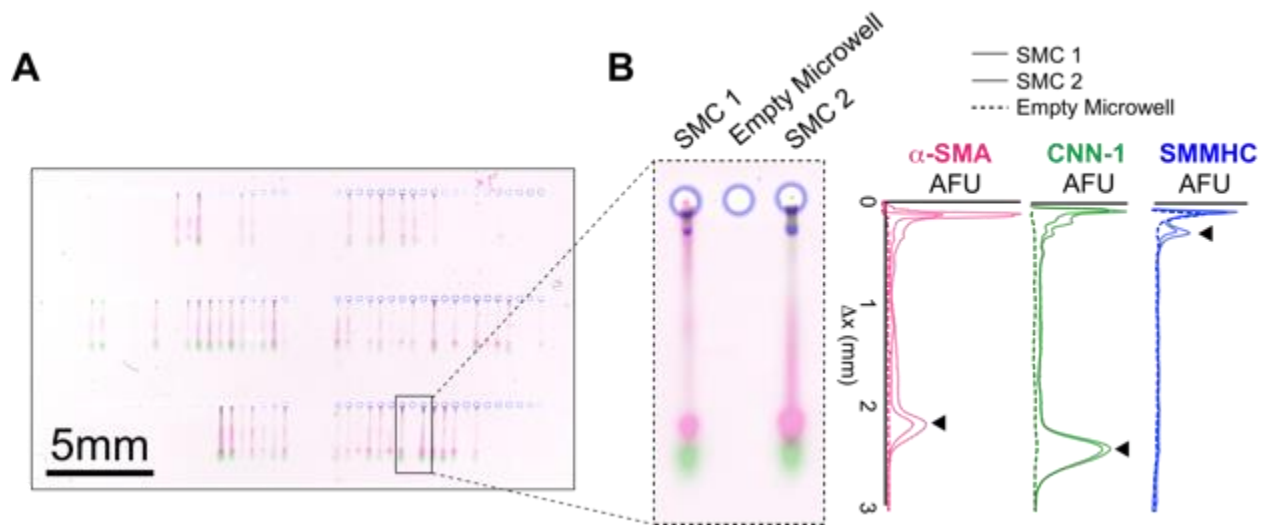 A
5mm
B
SMC 1
Empty Microwell
SMC 2
SMC 1
SMC 2
Empty Microwell
α-SMA CNN-1 SMMHC
AFU AFU AFU
0
1
2
3
Δx (mm)